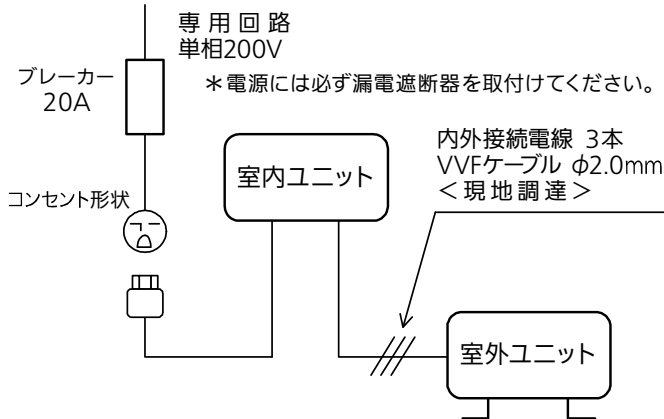 専用回路
単相200V
＊電源には必ず漏電遮断器を取付けてください。
ブレーカー
20A
内外接続電線 3本
VVFケーブル φ2.0mm
＜現地調達＞
室内ユニット
コンセント形状
室外ユニット